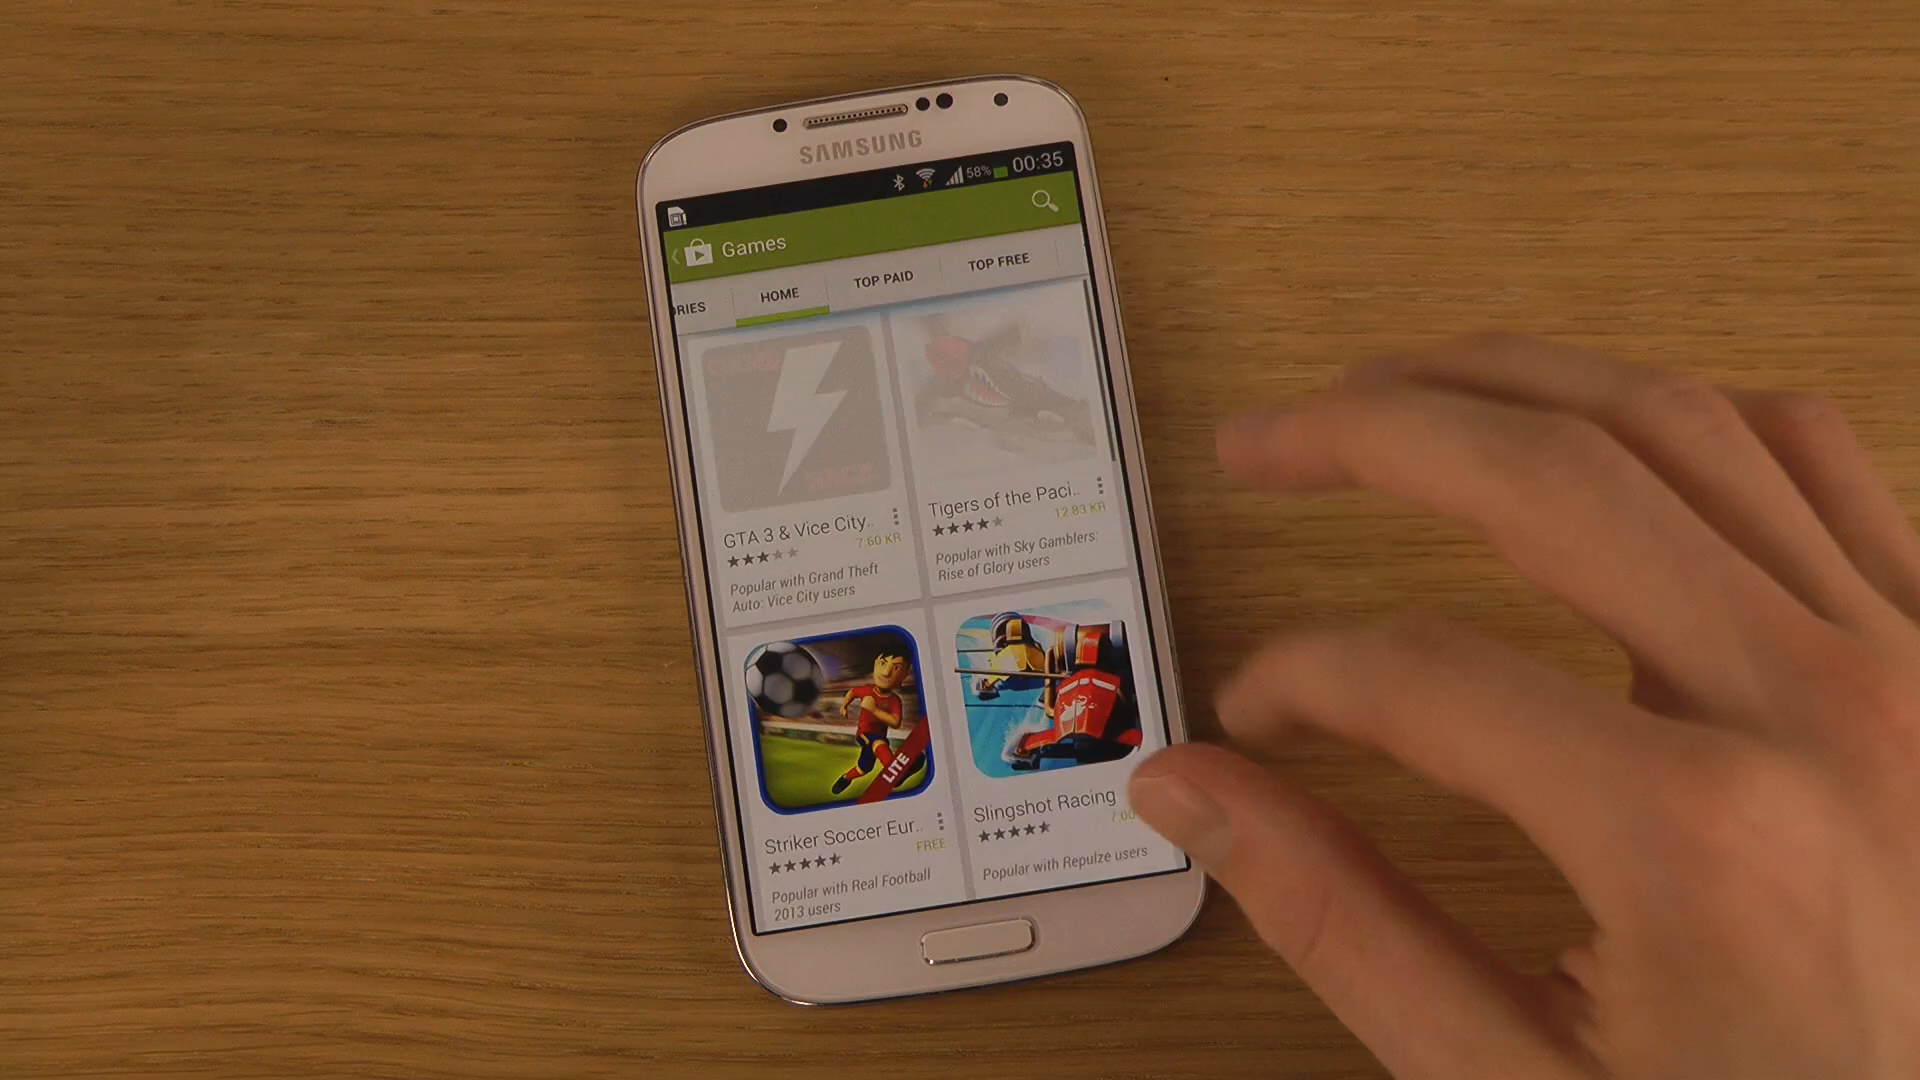 SAMSUNG
58% 00:35
Games
ORIES HOME TOP PAID TOP FREE
GTA 3 & Vice City..
7.60 KR
Popular with Grand Theft
Auto: Vice City users
Tigers of the Paci..
12.83 KR
Popular with Sky Gamblers:
Rise of Glory users
LITE
Striker Soccer Eur..
FREE
Popular with Real Football
2013 users
Slingshot Racing
7.00
Popular with Repulze users